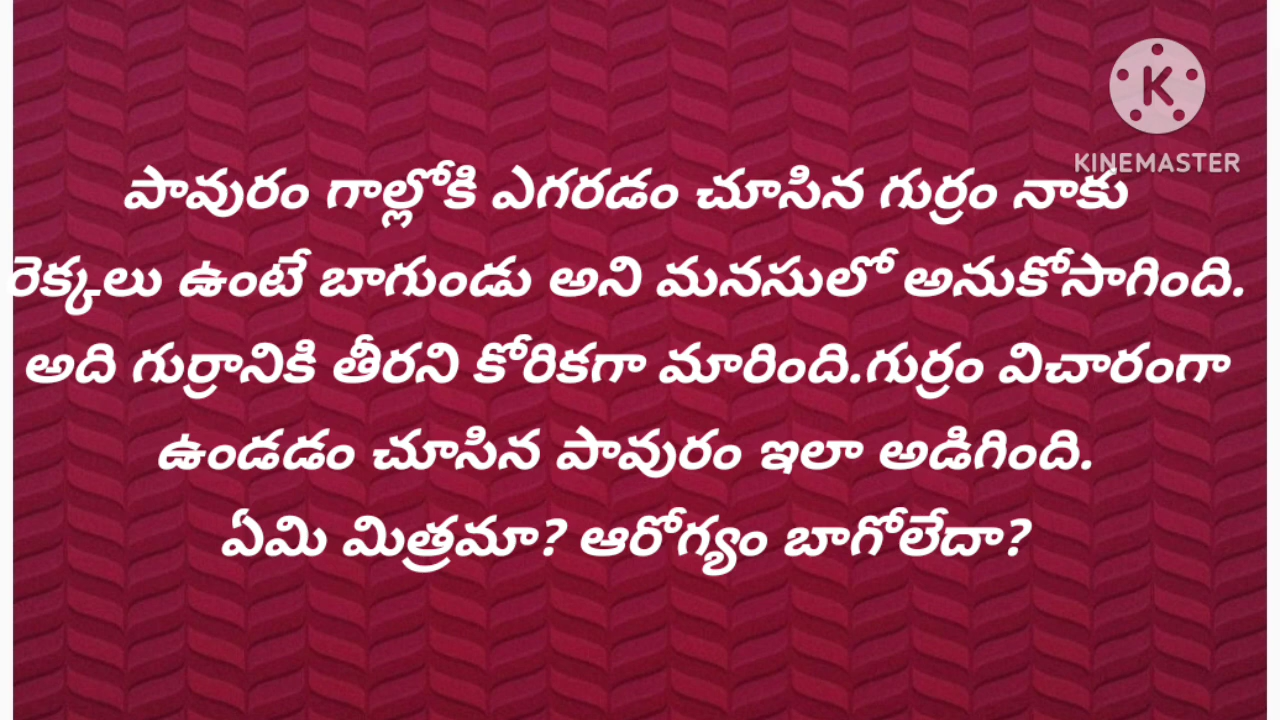 KINEMASTER
పావురం గాల్లోకి ఎగరడం చూసిన గుర్రం నాకు
రెక్కలు ఉంటే బాగుండు అని మనసులో అనుకోసాగింది.
అది గుర్రానికి తీరని కోరికగా మారింది.గుర్రం విచారంగా
ఉండడం చూసిన పావురం ఇలా అడిగింది.
ఏమి మిత్రమా? ఆరోగ్యం బాగోలేదా?